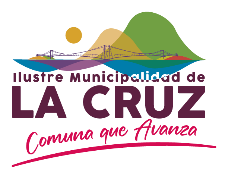 Ilustre Municipalidad de
LA CRUZ
Comuna que Avanza